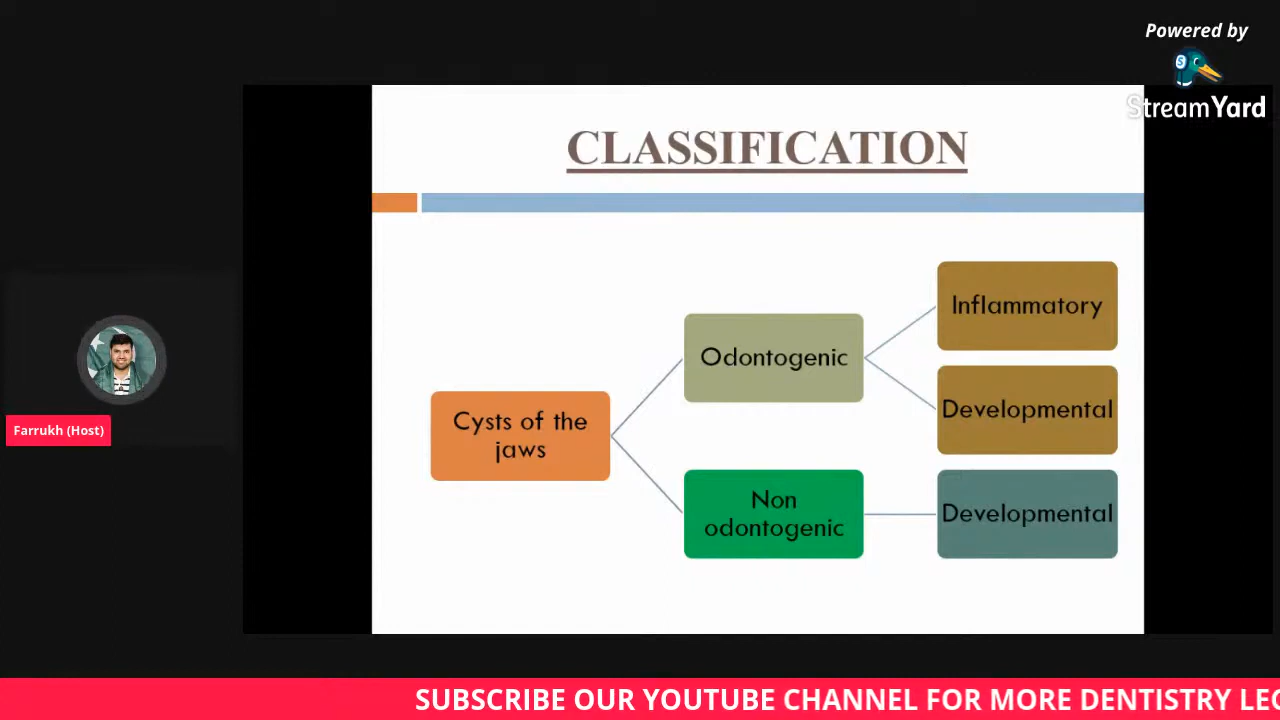 Powered by
StreamYard
CLASSIFICATION
Inflammatory
Odontogenic
Developmental
Cysts of the
jaws
Non
odontogenic
Developmental
Farrukh (Host)
SUBSCRIBE OUR YOUTUBE CHANNEL FOR MORE DENTISTRY LEC